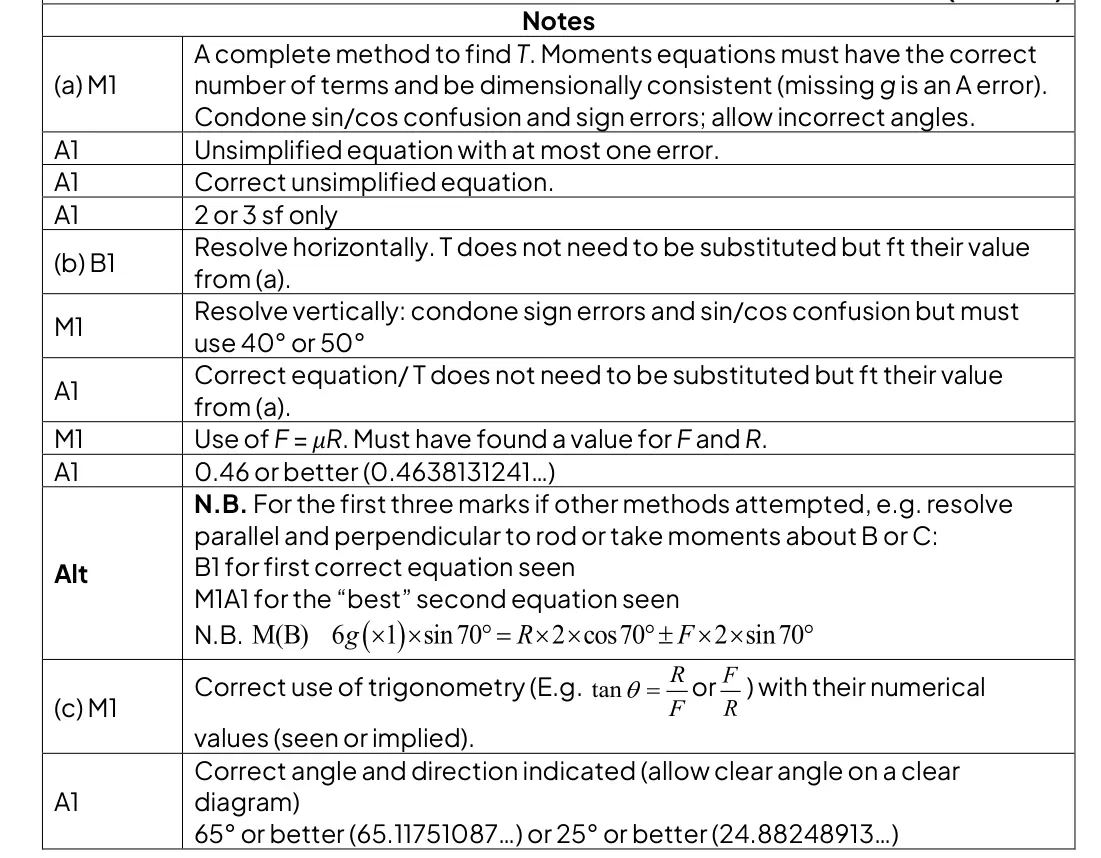 Notes
(a) M1
A complete method to find T. Moments equations must have the correct
number of terms and be dimensionally consistent (missing g is an A error).
Condone sin/cos confusion and sign errors; allow incorrect angles.
A1
Unsimplified equation with at most one error.
A1
Correct unsimplified equation.
A1
2 or 3 sf only
(b) B1
Resolve horizontally. T does not need to be substituted but ft their value
from (a).
M1
Resolve vertically: condone sign errors and sin/cos confusion but must
use 40° or 50°
A1
Correct equation/ T does not need to be substituted but ft their value
from (a).
M1
Use of F = μR. Must have found a value for F and R.
A1
0.46 or better (0.4638131241...)
Alt
N.B. For the first three marks if other methods attempted, e.g. resolve
parallel and perpendicular to rod or take moments about B or C:
B1 for first correct equation seen
M1A1 for the “best” second equation seen
N.B. M(B) 6g(×1)×sin 70° = R×2×cos 70° ± F×2×sin 70°
(c) M1
Correct use of trigonometry (E.g. tan θ = R/F or F/R ) with their numerical
values (seen or implied).
A1
Correct angle and direction indicated (allow clear angle on a clear
diagram)
65° or better (65.11751087...) or 25° or better (24.88248913...)